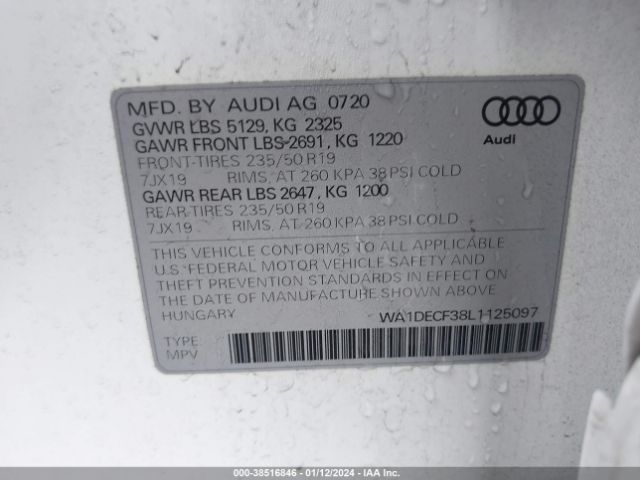 MFD. BY AUDI AG 0720
GVWR LBS 5129, KG 2325
GAWR FRONT LBS 2691, KG 1220
FRONT-TIRES 235/50 R19
7JX19 RIMS, AT 260 KPA 38 PSI COLD
GAWR REAR LBS 2647, KG 1200
REAR-TIRES 235/50 R19
7JX19 RIMS, AT 260 KPA 38 PSI COLD
THIS VEHICLE CONFORMS TO ALL APPLICABLE
U.S. FEDERAL MOTOR VEHICLE SAFETY AND
THEFT PREVENTION STANDARDS IN EFFECT ON
THE DATE OF MANUFACTURE SHOWN ABOVE.
HUNGARY WA1DECF38L1125097
TYPE:
MPV
Audi
000-38516846 - 01/12/2024 - IAA Inc.